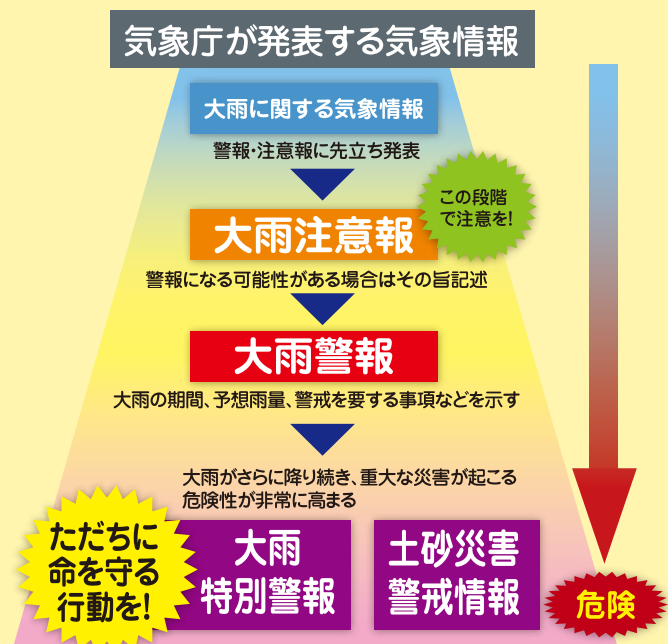 気象庁が発表する気象情報
大雨に関する気象情報
警報・注意報に先立ち発表
この段階
で注意を!
大雨注意報
警報になる可能性がある場合はその旨記述
大雨警報
大雨の期間、予想雨量、警戒を要する事項などを示す
大雨がさらに降り続き、重大な災害が起こる
危険性が非常に高まる
ただちに
命を守る
行動を!
大雨
特別警報
土砂災害
警戒情報
危険